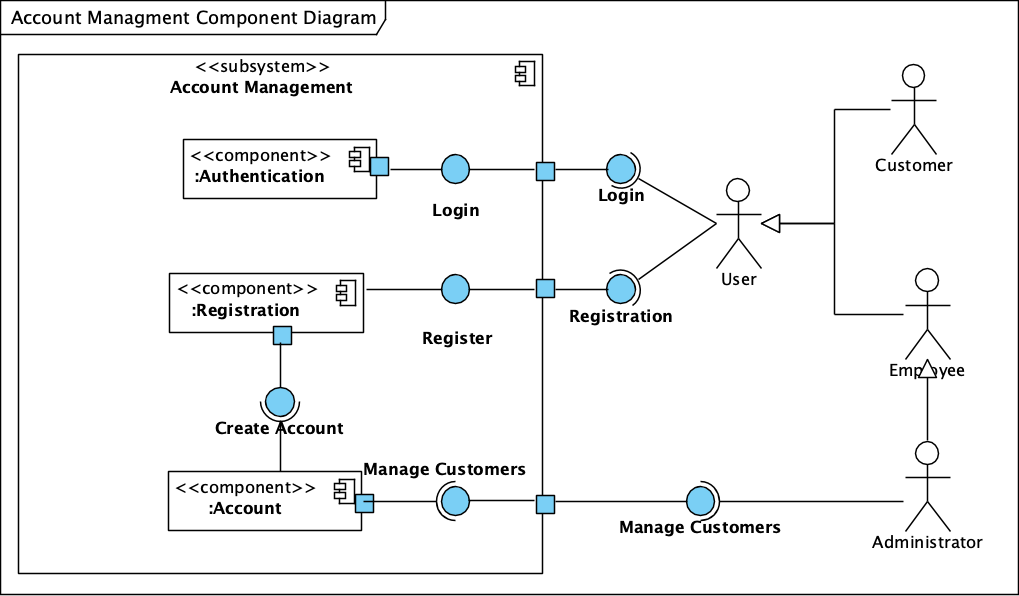 Account Managment Component Diagram
<<subsystem>>
Account Management
<<component>>
:Authentication
Login
Login
Customer
User
<<component>>
:Registration
Register
Registration
Employee
Create Account
<<component>>
:Account
Manage Customers
Manage Customers
Administrator